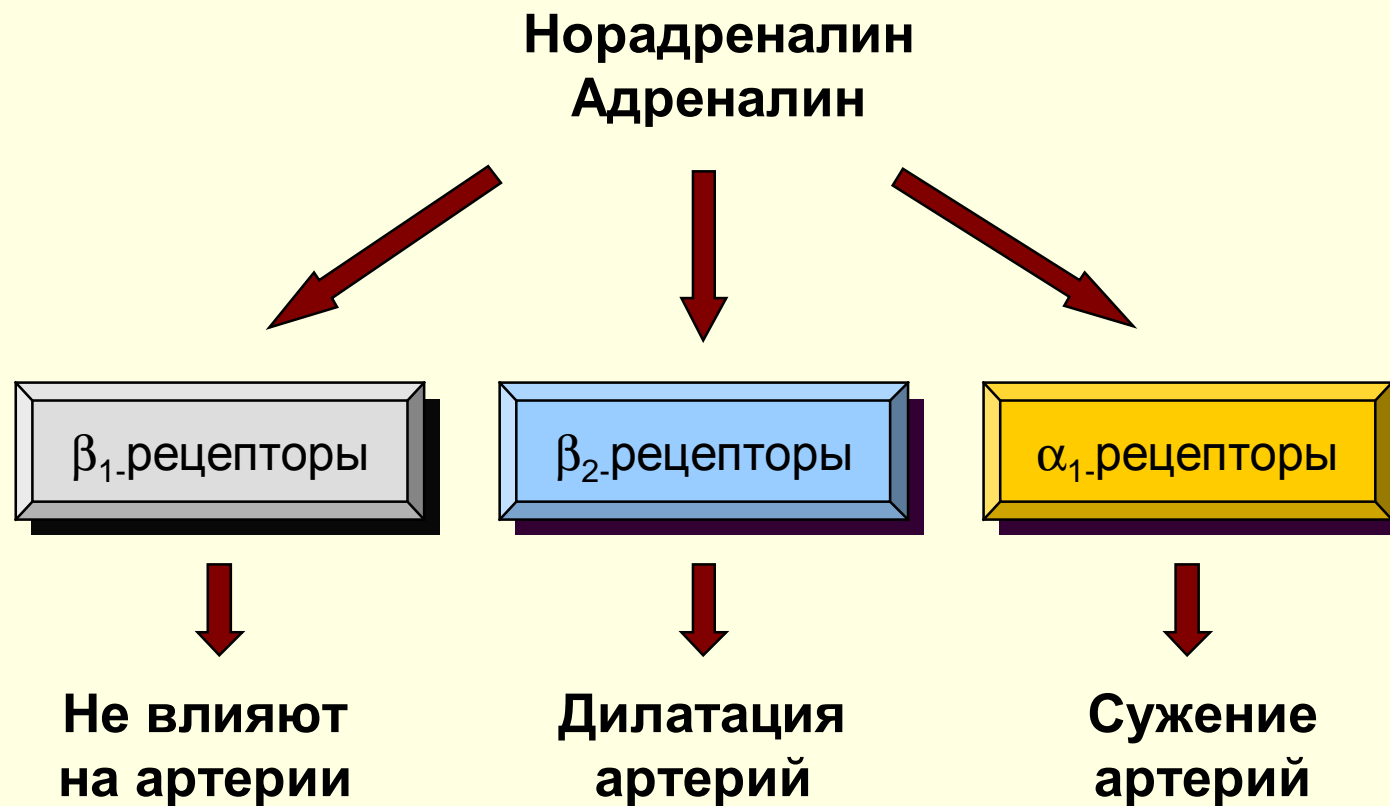 Норадреналин
Адреналин
β₁-рецепторы
β₂-рецепторы
α₁-рецепторы
Не влияют
на артерии
Дилатация
артерий
Сужение
артерий